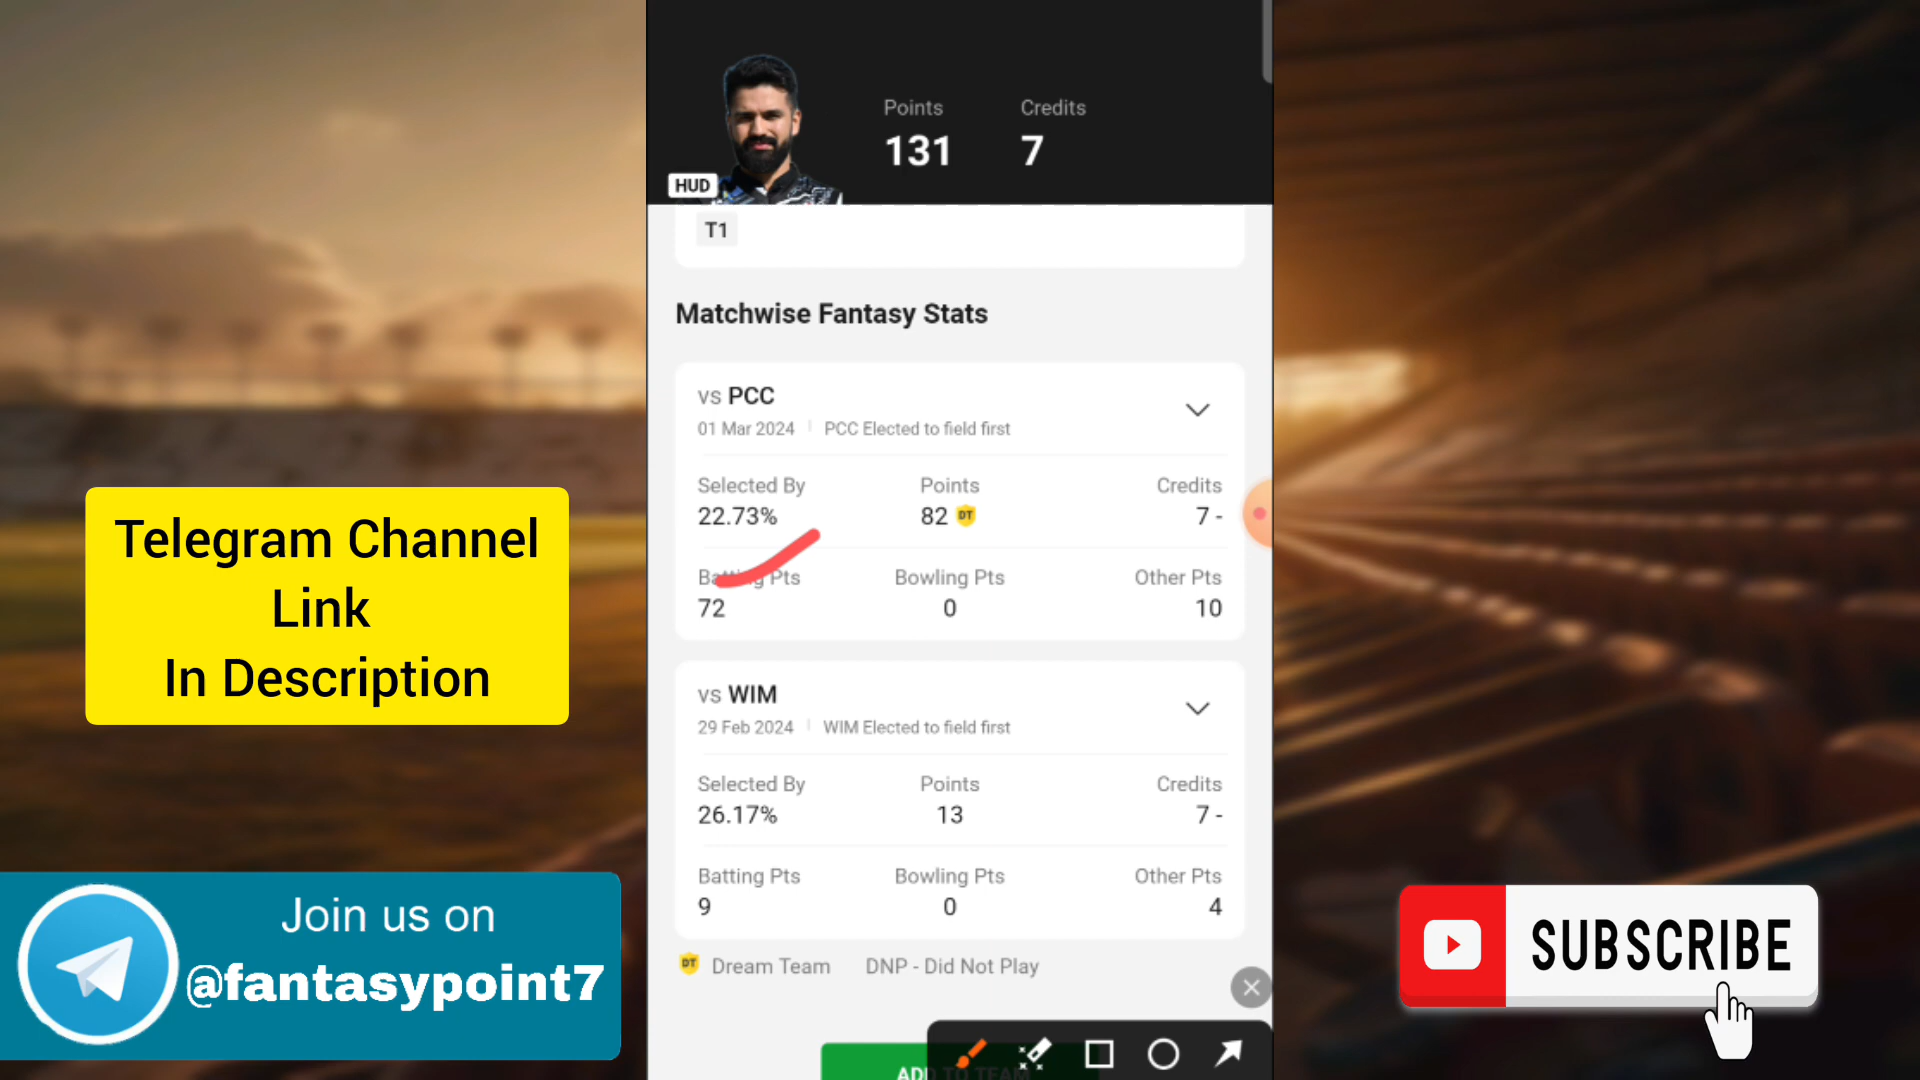 Points
Credits
131
7
HUD
T1
Matchwise Fantasy Stats
vs PCC
01 Mar 2024
PCC Elected to field first
Selected By
Points
Credits
22.73%
82 DT
7 -
Batting Pts
Bowling Pts
Other Pts
72
0
10
vs WIM
29 Feb 2024
WIM Elected to field first
Selected By
Points
Credits
26.17%
13
7 -
Batting Pts
Bowling Pts
Other Pts
9
0
4
DT Dream Team
DNP - Did Not Play
ADD TO TEAM
Telegram Channel
Link
In Description
Join us on
@fantasypoint7
SUBSCRIBE